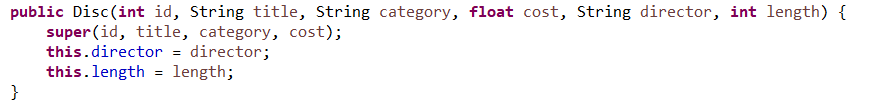 public Disc(int id, String title, String category, float cost, String director, int length) {
    super(id, title, category, cost);
    this.director = director;
    this.length = length;
}